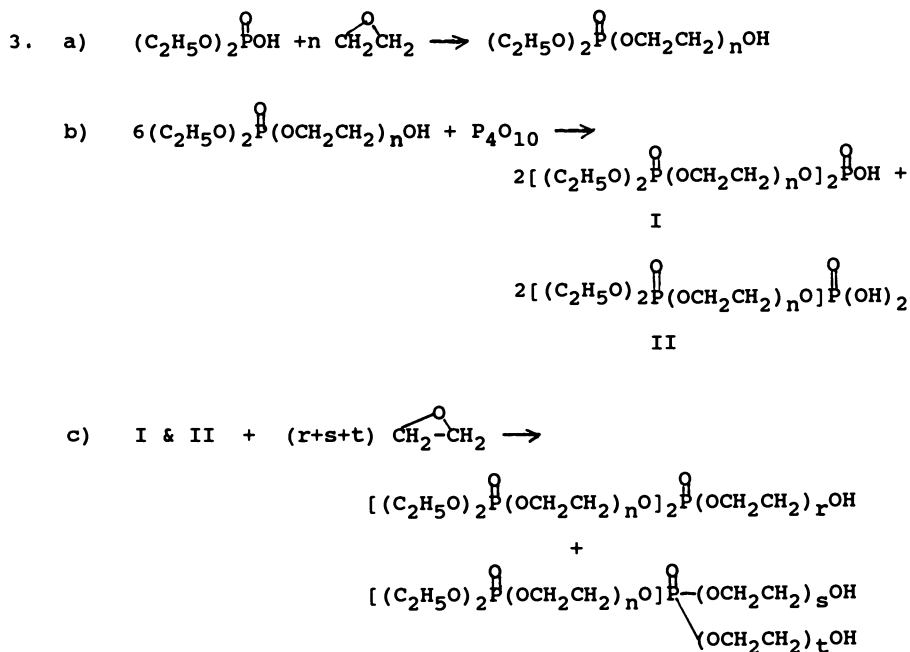 3. a) (C2H5O)2POH +n CH2CH2 → (C2H5O)2P(OCH2CH2)nOH
O O O
b) 6(C2H5O)2P(OCH2CH2)nOH + P4O10 →
O
2[(C2H5O)2P(OCH2CH2)nO]2POH +
O O
I
2[(C2H5O)2P(OCH2CH2)nO]P(OH)2
O O
II
c) I & II + (r+s+t) CH2-CH2 →
O
[(C2H5O)2P(OCH2CH2)nO]2P(OCH2CH2)rOH
O O
+
[(C2H5O)2P(OCH2CH2)nO]P-(OCH2CH2)sOH
O O
(OCH2CH2)tOH